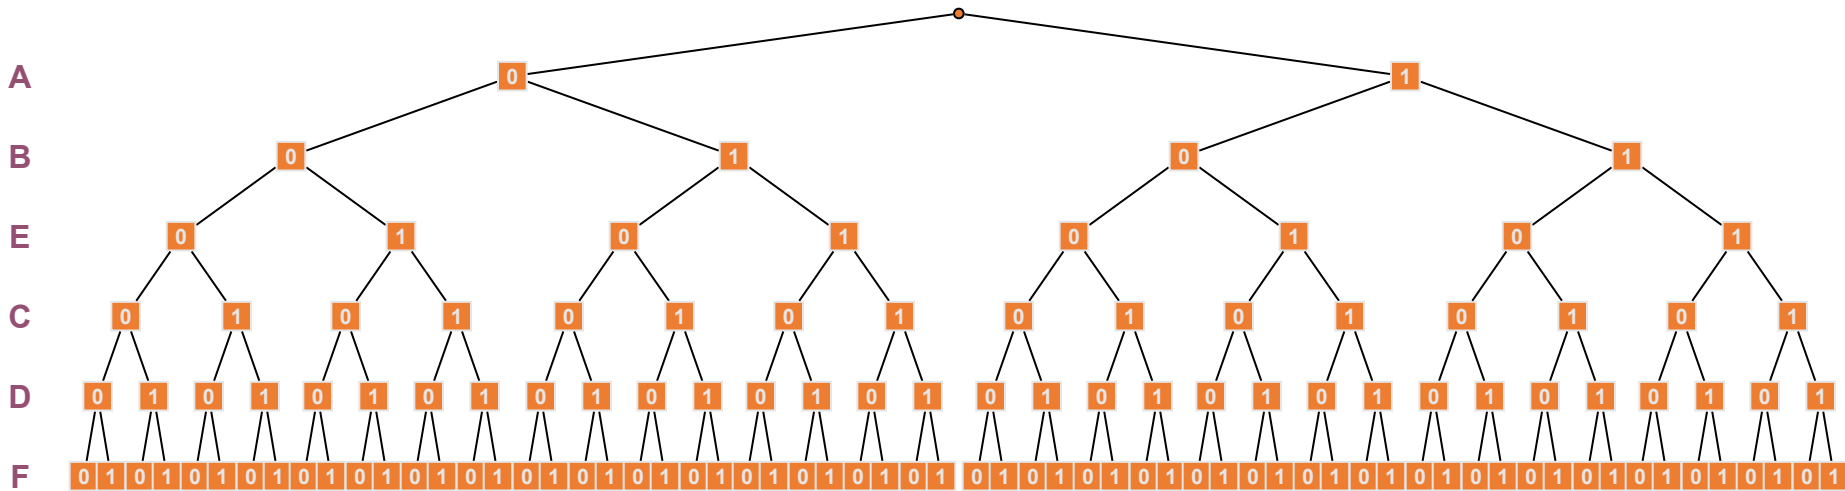 A 0 1
B 0 1 0 1
E 0 1 0 1 0 1 0 1
C 0 1 0 1 0 1 0 1 0 1 0 1 0 1 0 1
D 0 1 0 1 0 1 0 1 0 1 0 1 0 1 0 1 0 1 0 1 0 1 0 1 0 1 0 1 0 1 0 1
F 0 1 0 1 0 1 0 1 0 1 0 1 0 1 0 1 0 1 0 1 0 1 0 1 0 1 0 1 0 1 0 1 0 1 0 1 0 1 0 1 0 1 0 1 0 1 0 1 0 1 0 1 0 1 0 1 0 1 0 1 0 1 0 1